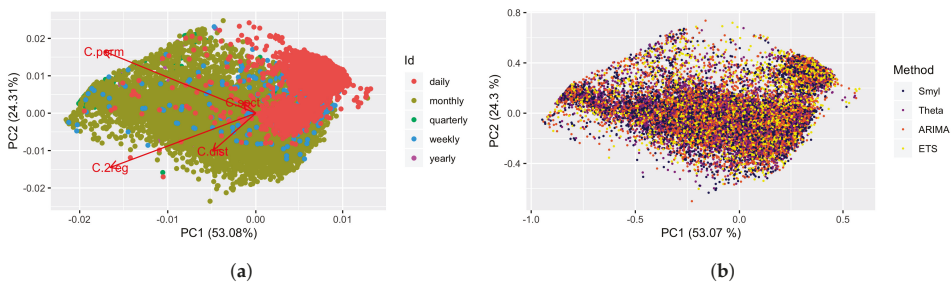 0.02
0.01
0.00
-0.01
-0.02
PC2 (24.31%)
C.perm
C.spct
C.dist
C.2reg
-0.02
-0.01
0.00
0.01
PC1 (53.08%)
Id
daily
monthly
quarterly
weekly
yearly
(a)
0.8
0.4
0.0
-0.4
PC2 (24.3 %)
-1.0
-0.5
0.0
0.5
PC1 (53.07 %)
Method
Smyl
Theta
ARIMA
ETS
(b)